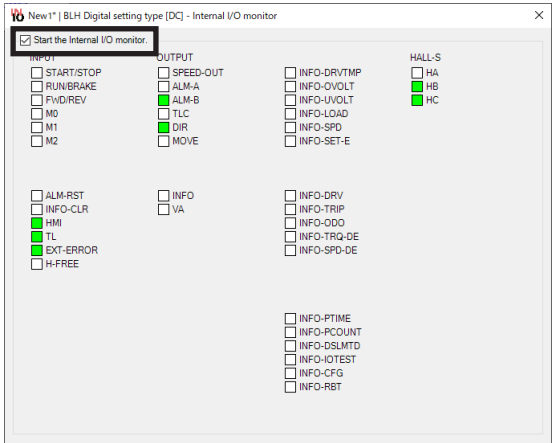 New1* | BLH Digital setting type [DC] - Internal I/O monitor
Start the Internal I/O monitor.
INPUT
START/STOP
RUN/BRAKE
FWD/REV
M0
M1
M2
ALM-RST
INFO-CLR
HMI
TL
EXT-ERROR
H-FREE
OUTPUT
SPEED-OUT
ALM-A
ALM-B
TLC
DIR
MOVE
INFO
VA
INFO-DRVTMP
INFO-OVOLT
INFO-UVOLT
INFO-LOAD
INFO-SPD
INFO-SET-E
INFO-DRV
INFO-TRIP
INFO-ODO
INFO-TRQ-DE
INFO-SPD-DE
INFO-PTIME
INFO-PCOUNT
INFO-DSLMTD
INFO-IOTEST
INFO-CFG
INFO-RBT
HALL-S
HA
HB
HC